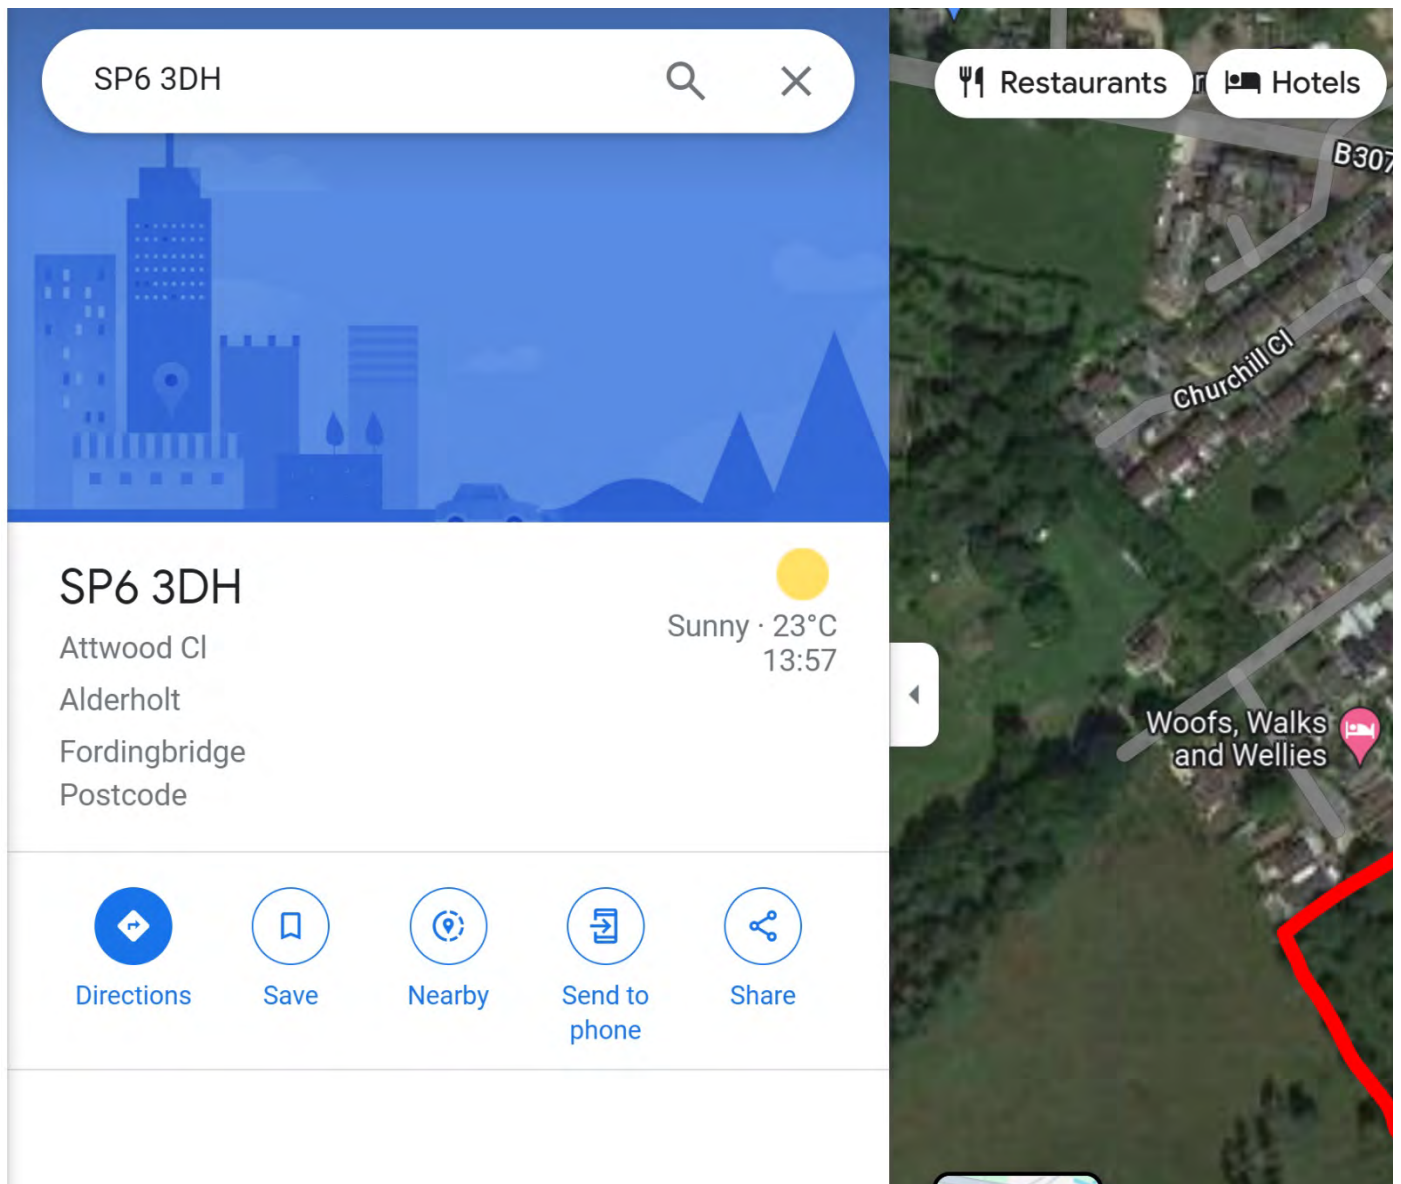 SP6 3DH
Restaurants
Hotels
B307
Churchill Cl
SP6 3DH
Attwood Cl
Alderholt
Fordingbridge
Postcode
Sunny · 23°C
13:57
Woofs, Walks
and Wellies
Directions
Save
Nearby
Send to
phone
Share